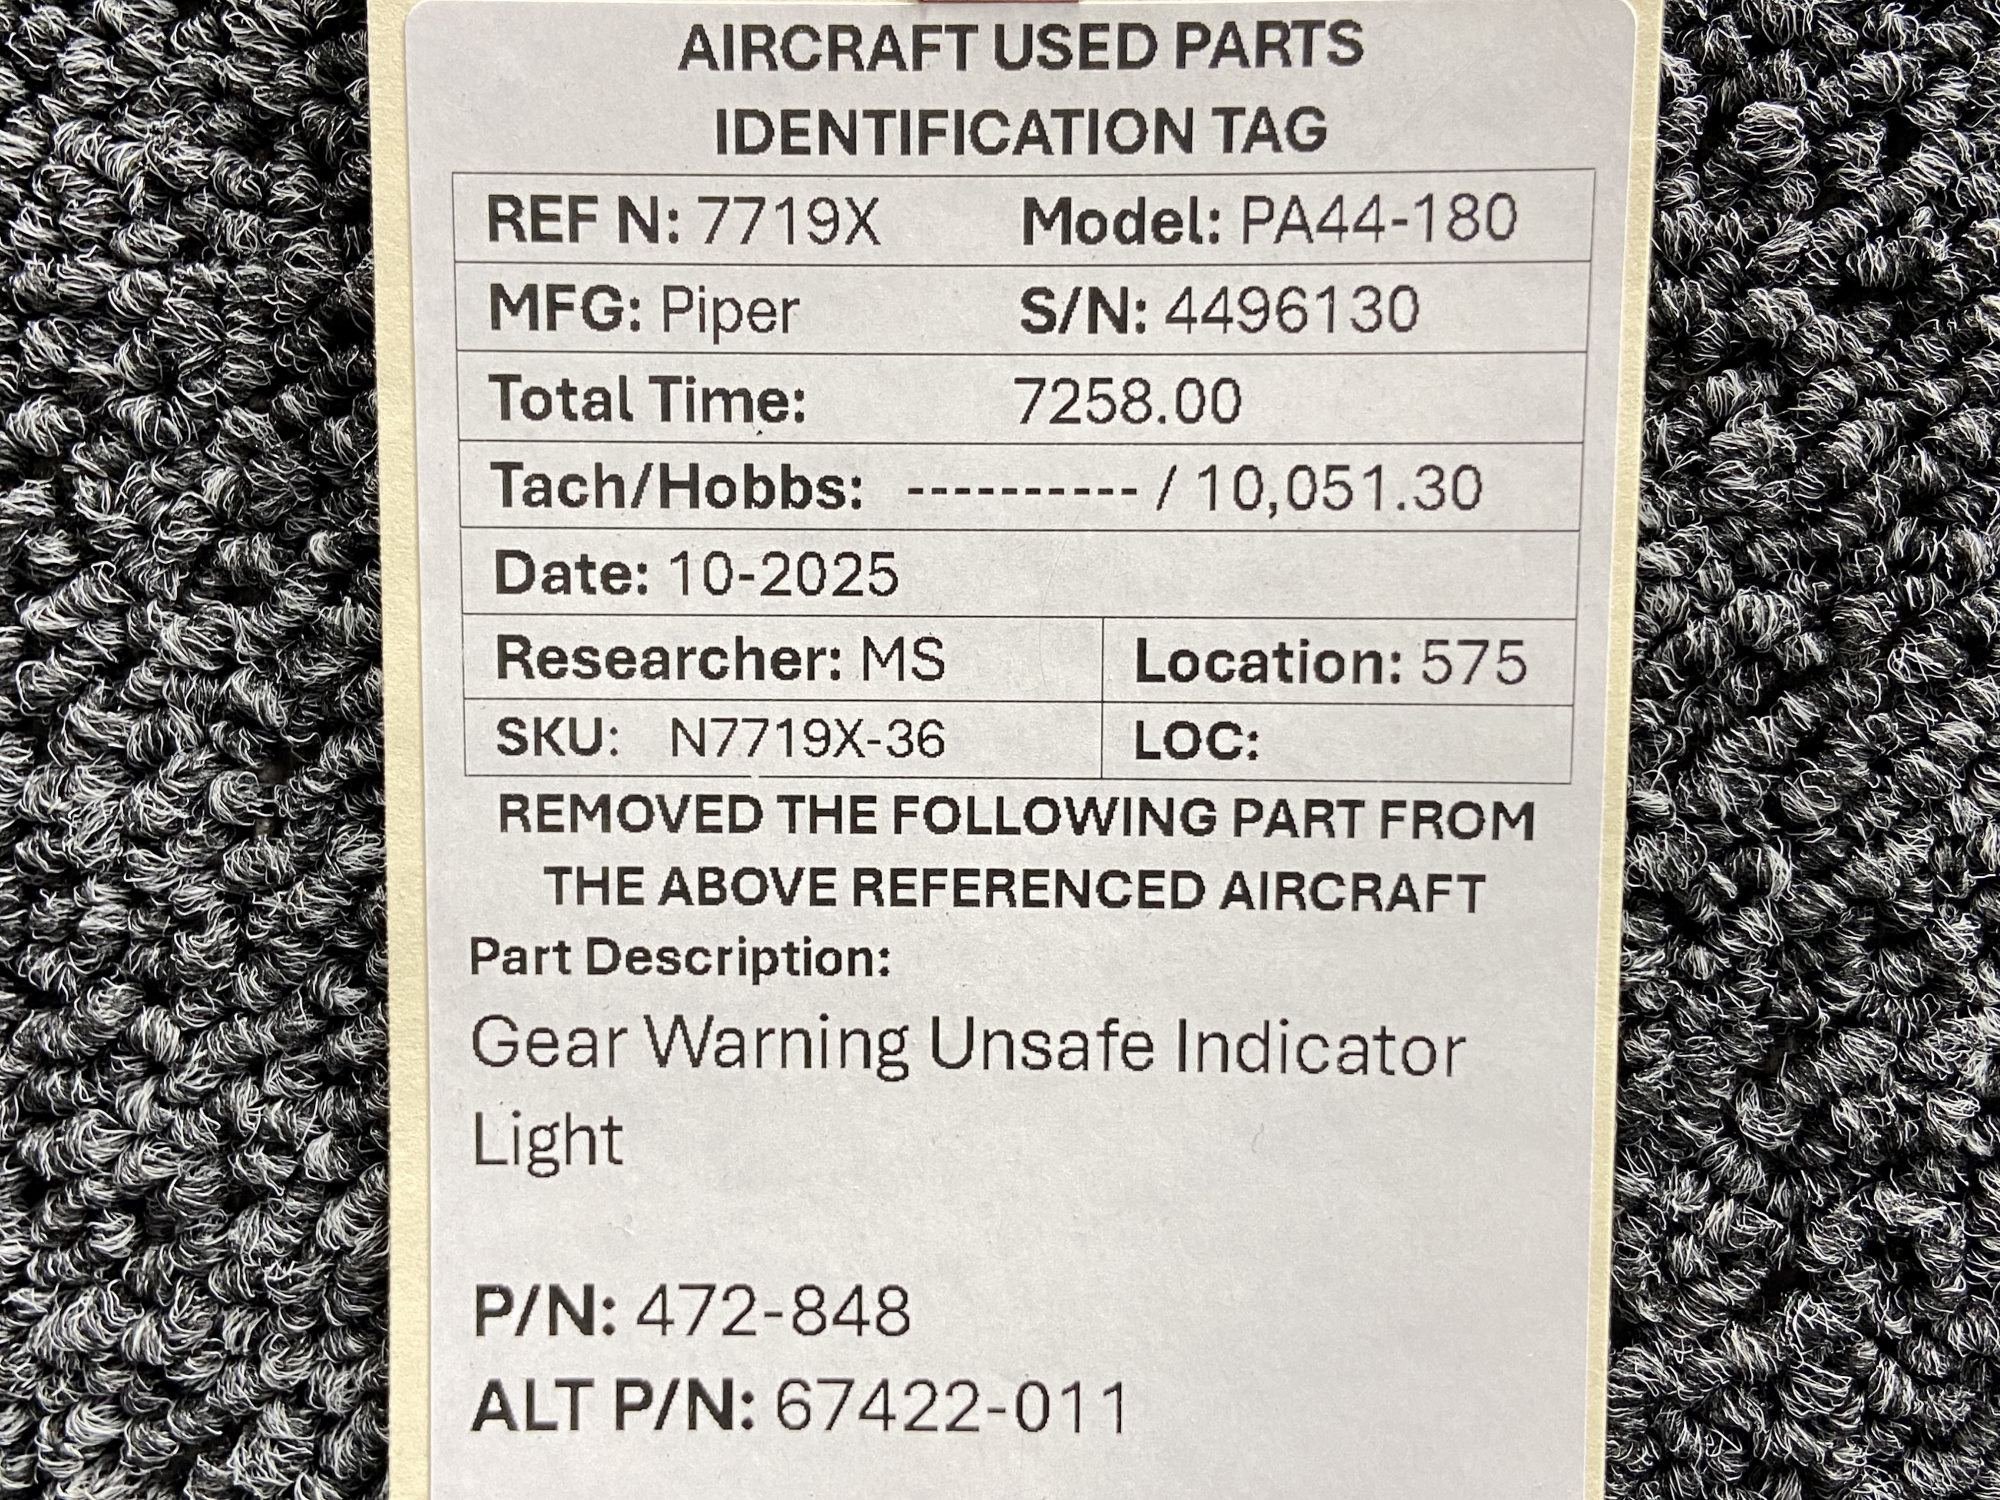 AIRCRAFT USED PARTS
IDENTIFICATION TAG
REF N: 7719X Model: PA44-180
MFG: Piper S/N: 4496130
Total Time: 7258.00
Tach/Hobbs: ---------- / 10,051.30
Date: 10-2025
Researcher: MS Location: 575
SKU: N7719X-36 LOC:
REMOVED THE FOLLOWING PART FROM
THE ABOVE REFERENCED AIRCRAFT
Part Description:
Gear Warning Unsafe Indicator
Light
P/N: 472-848
ALT P/N: 67422-011